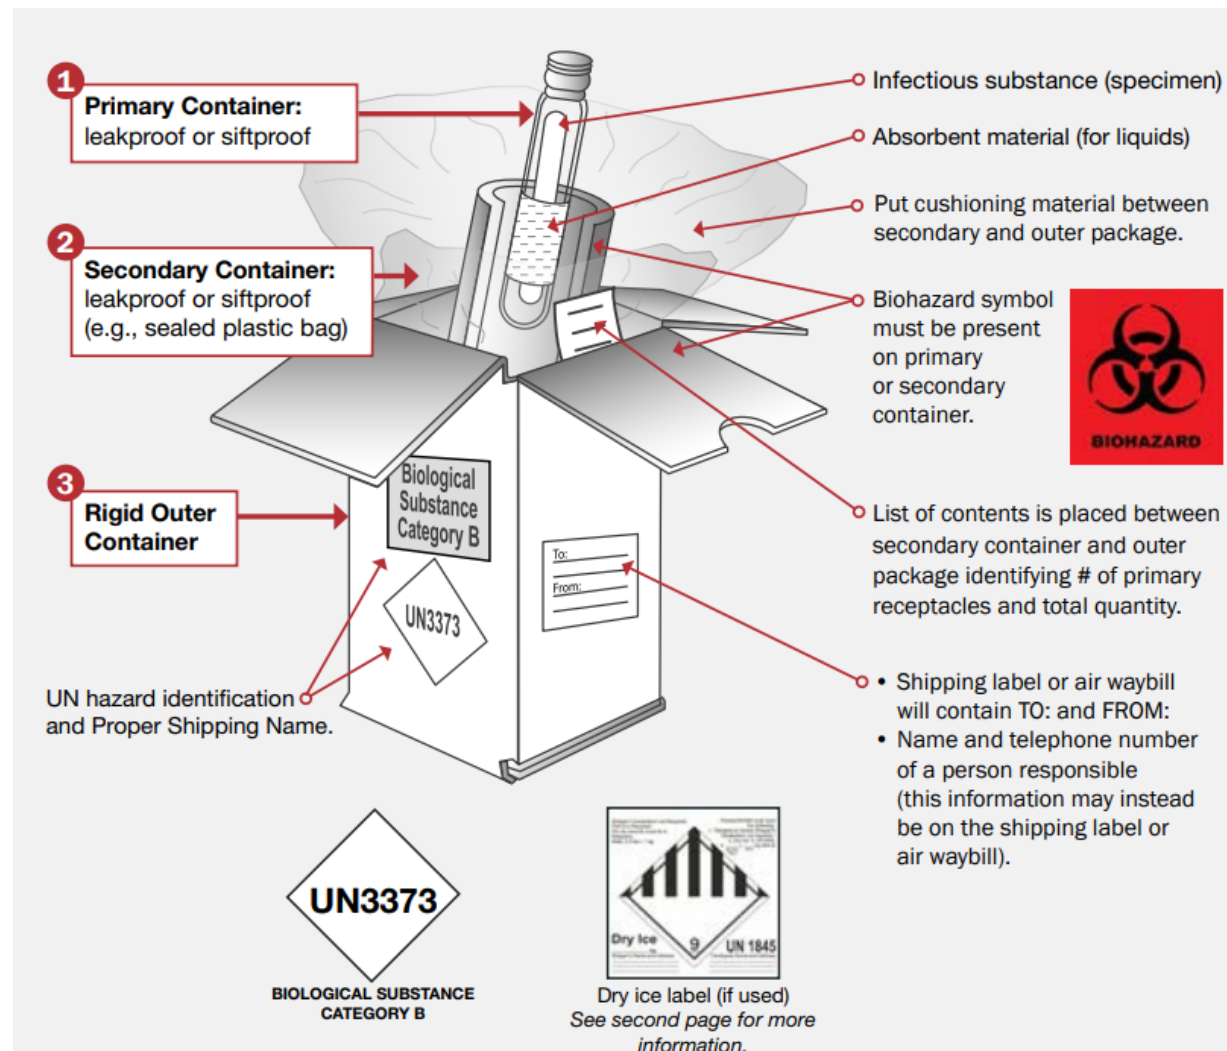 1
Primary Container:
leakproof or siftproof
2
Secondary Container:
leakproof or siftproof
(e.g., sealed plastic bag)
3
Rigid Outer
Container
UN hazard identification
and Proper Shipping Name.
Biological
Substance
Category B
UN3373
To:
From:
Infectious substance (specimen)
Absorbent material (for liquids)
Put cushioning material between
secondary and outer package.
Biohazard symbol
must be present
on primary
or secondary
container.
BIOHAZARD
List of contents is placed between
secondary container and outer
package identifying # of primary
receptacles and total quantity.
• Shipping label or air waybill
will contain TO: and FROM:
• Name and telephone number
of a person responsible
(this information may instead
be on the shipping label or
air waybill).
UN3373
BIOLOGICAL SUBSTANCE
CATEGORY B
Dry Ice
9
UN 1845
Dry ice label (if used)
See second page for more
information.